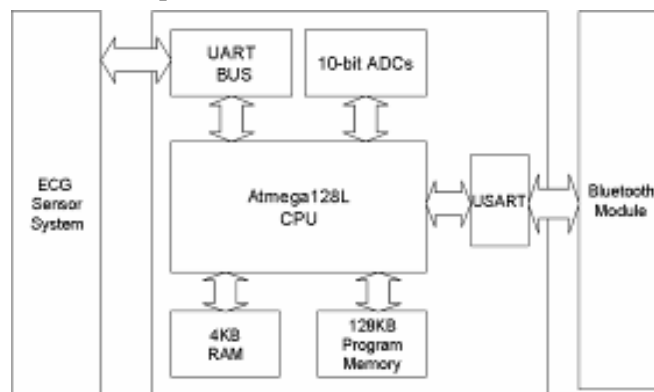 UART
BUS
10-bit ADCs
ECG
Sensor
System
Atmega128L
CPU
USART
Bluetooth
Module
4KB
RAM
128KB
Program
Memory